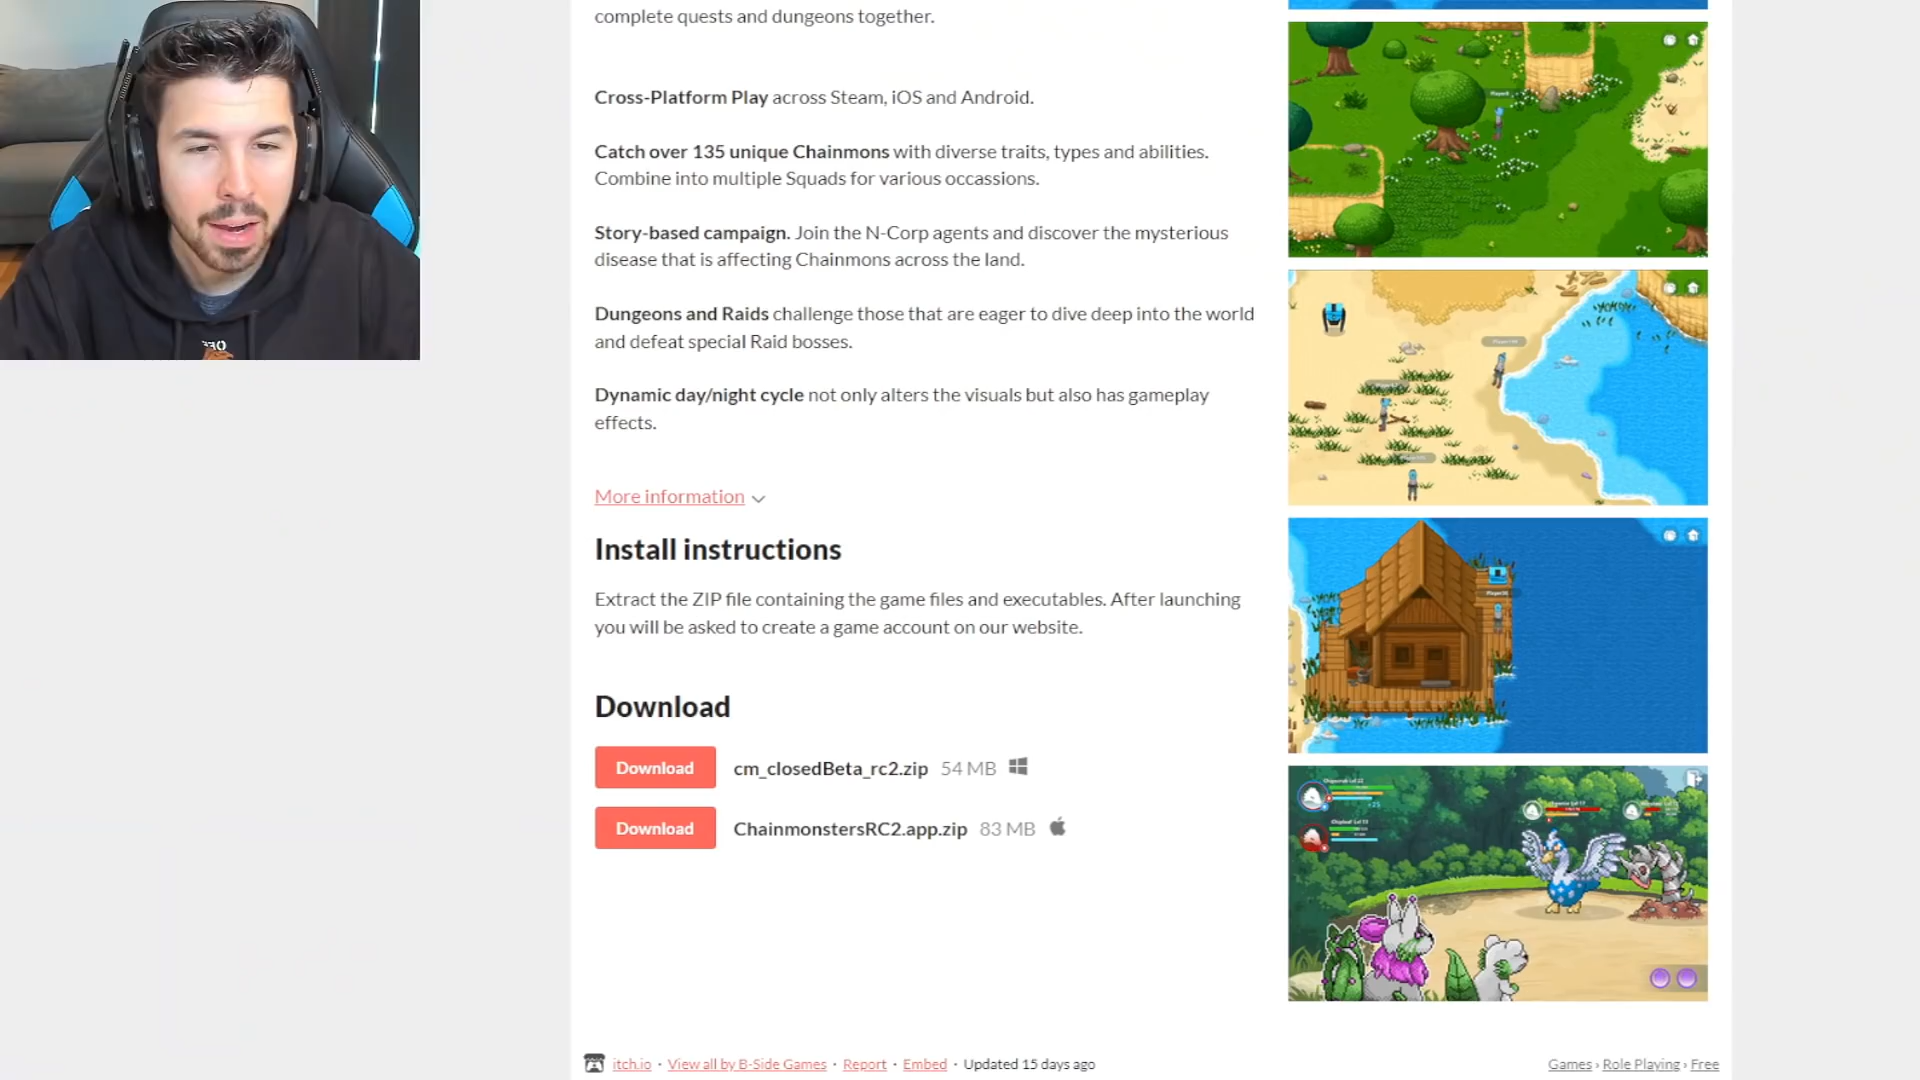 complete quests and dungeons together.
Cross-Platform Play across Steam, iOS and Android.
Catch over 135 unique Chainmons with diverse traits, types and abilities.
Combine into multiple Squads for various occassions.
Story-based campaign. Join the N-Corp agents and discover the mysterious
disease that is affecting Chainmons across the land.
Dungeons and Raids challenge those that are eager to dive deep into the world
and defeat special Raid bosses.
Dynamic day/night cycle not only alters the visuals but also has gameplay
effects.
More information
Install instructions
Extract the ZIP file containing the game files and executables. After launching
you will be asked to create a game account on our website.
Download
Download cm_closedBeta_rc2.zip 54 MB
Download ChainmonstersRC2.app.zip 83 MB
itch.io · View all by B-Side Games · Report · Embed · Updated 15 days ago
Games › Role Playing › Free